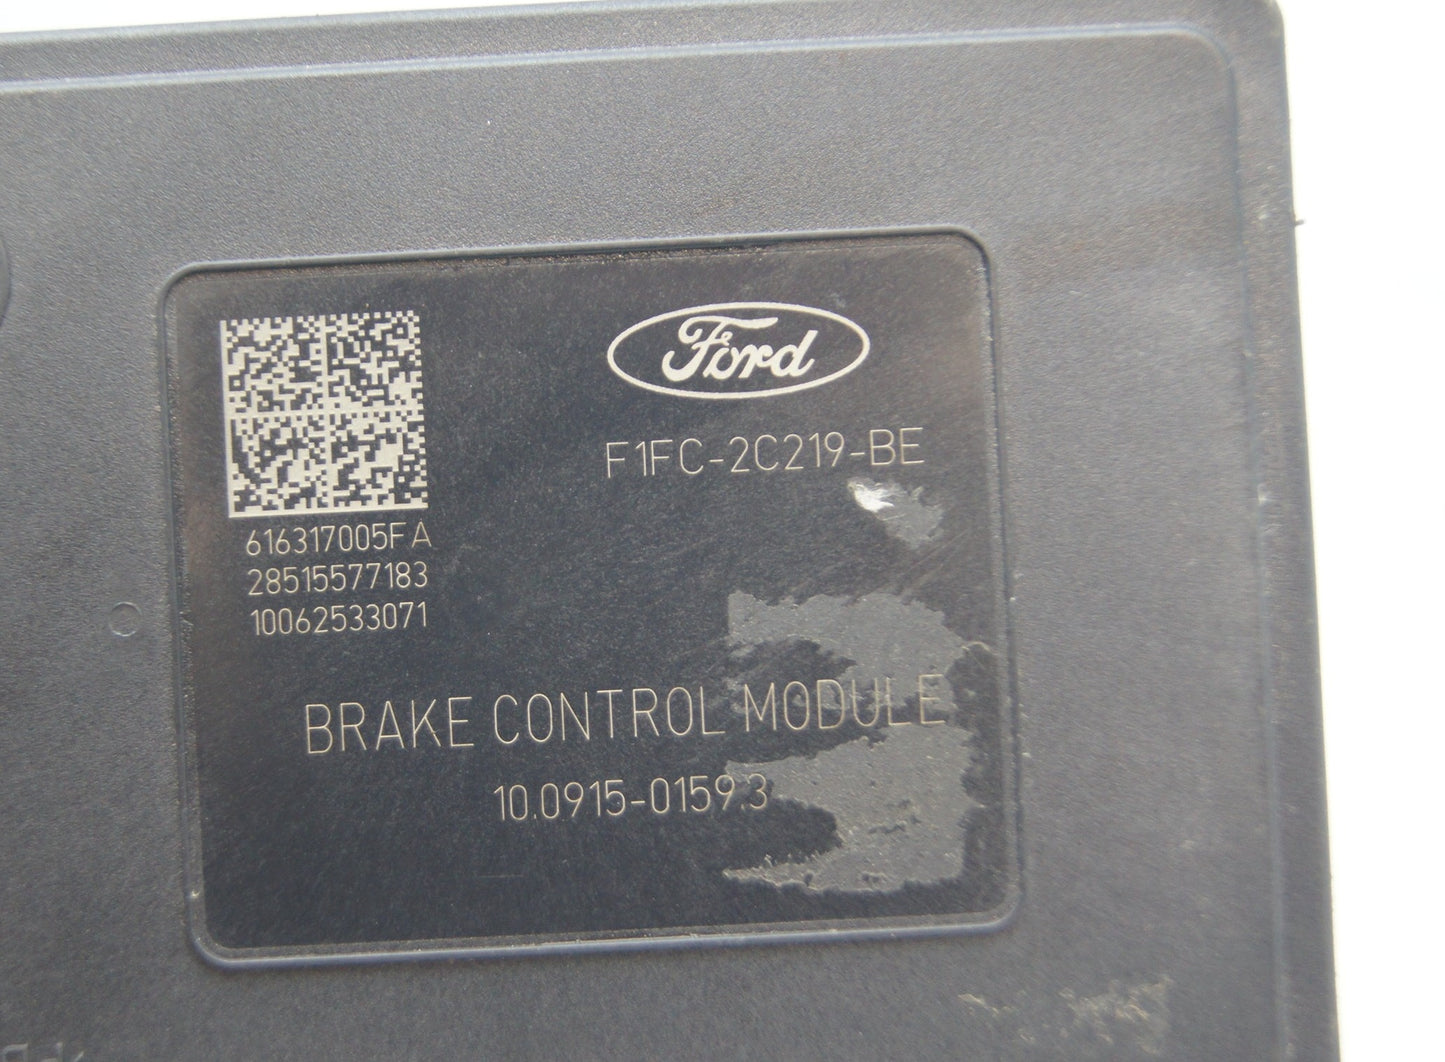 Ford
F1FC-2C219-BE
616317005FA
28515577183
10062533071
BRAKE CONTROL MODULE
10.0915-0159.3